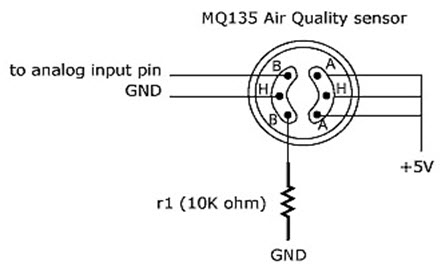 MQ135 Air Quality sensor
to analog input pin
B
A
GND
H
H
B
A
+5V
r1 (10K ohm)
GND